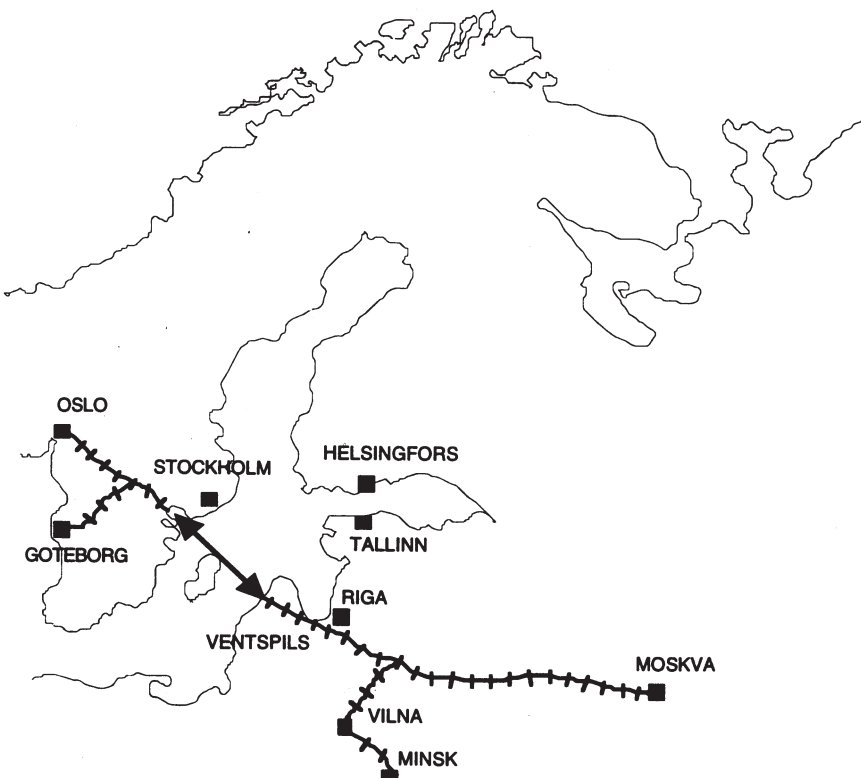 OSLO
STOCKHOLM
HELSINGFORS
GOTEBORG
TALLINN
RIGA
VENTSPILS
MOSKVA
VILNA
MINSK